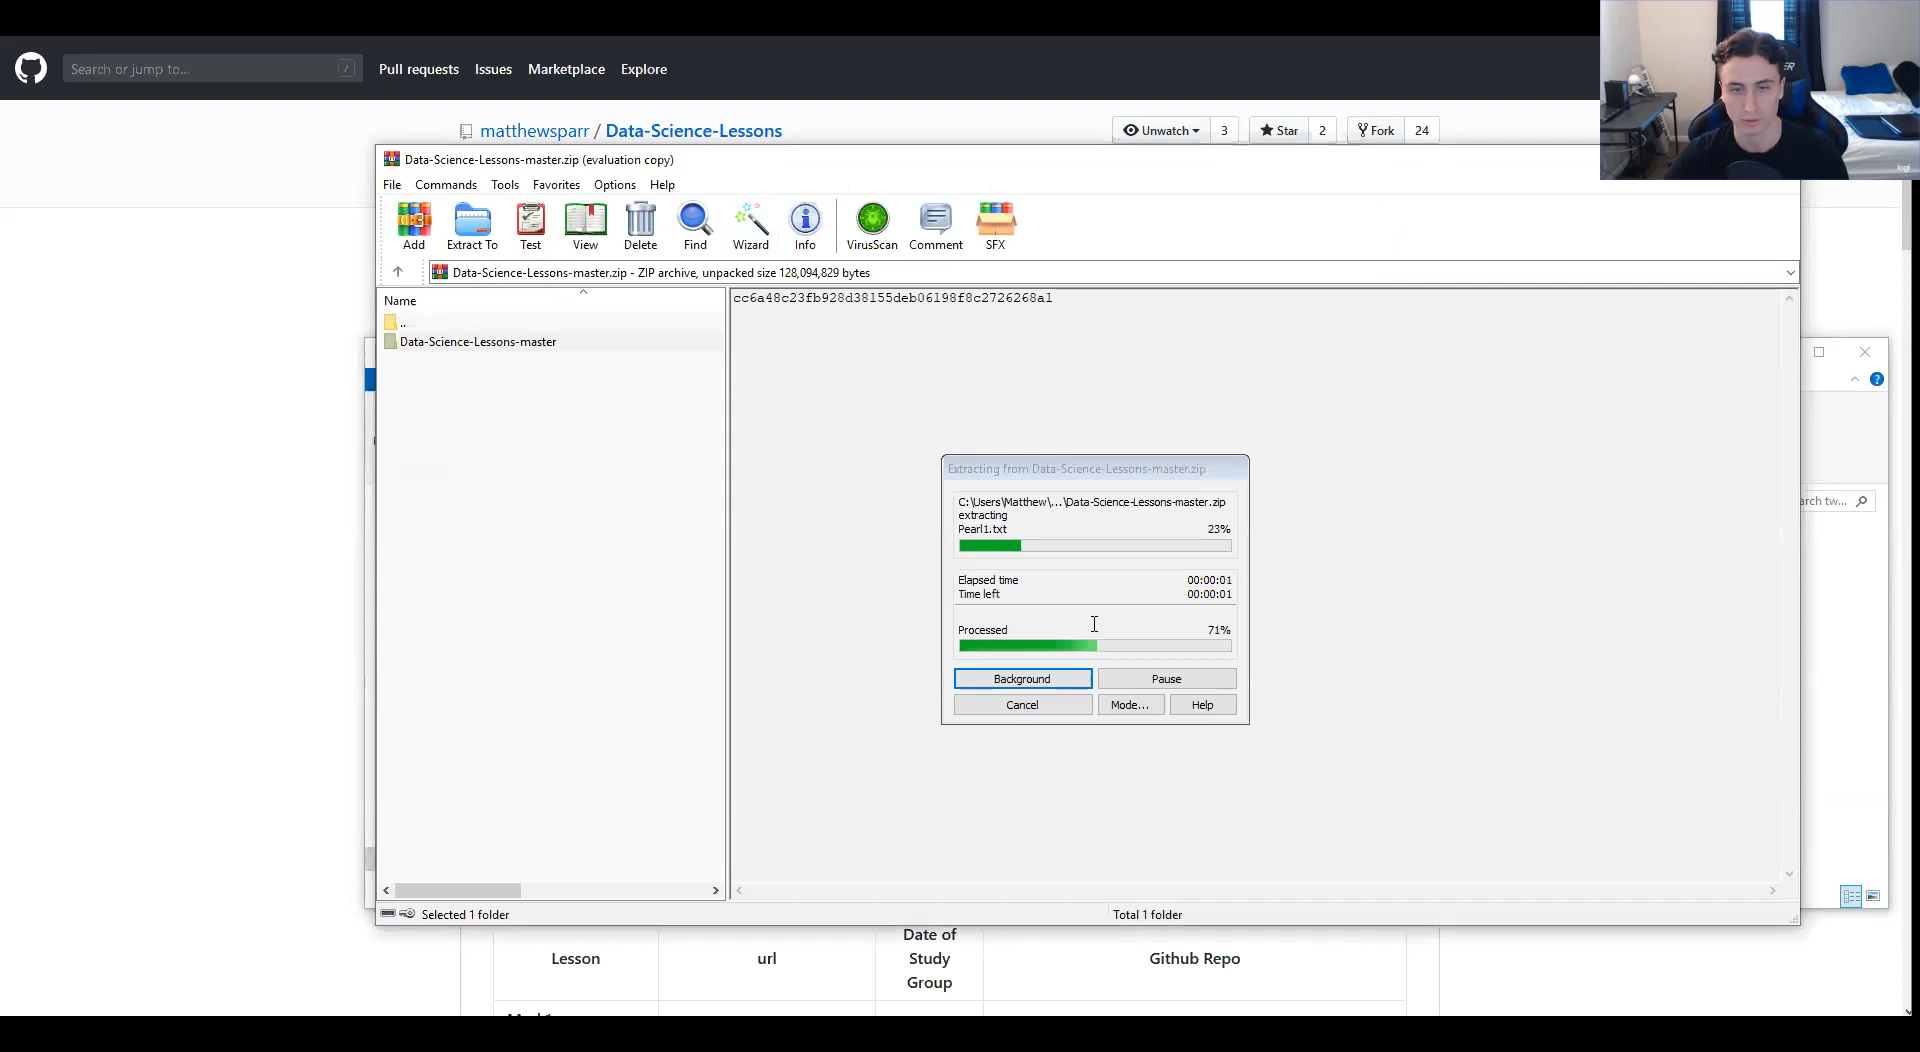 Search or jump to... /
Pull requests Issues Marketplace Explore
matthewsparr / Data-Science-Lessons
Unwatch 3 Star 2 Fork 24
Data-Science-Lessons-master.zip (evaluation copy)
File Commands Tools Favorites Options Help
Add Extract To Test View Delete Find Wizard Info VirusScan Comment SFX
Data-Science-Lessons-master.zip - ZIP archive, unpacked size 128,094,829 bytes
Name
..
Data-Science-Lessons-master
cc6a48c23fb928d38155deb06198f8c2726268a1
Extracting from Data-Science-Lessons-master.zip
C:\Users\Matthew\...\Data-Science-Lessons-master.zip
extracting
Pearl1.txt 23%
Elapsed time 00:00:01
Time left 00:00:01
Processed 71%
Background Pause
Cancel Mode... Help
arch tw...
Selected 1 folder
Total 1 folder
Lesson
url
Date of
Study
Group
Github Repo
logi